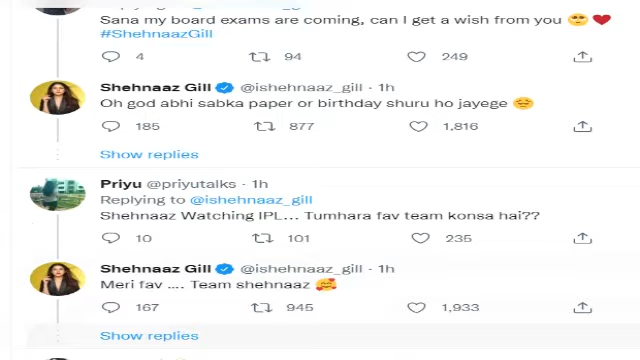 Sana my board exams are coming, can I get a wish from you 🥺 ❤️
#ShehnaazGill
4 94 249
Shehnaaz Gill @ishehnaaz_gill · 1h
Oh god abhi sabka paper or birthday shuru ho jayege 😌
185 877 1,816
Show replies
Priyu @priyutalks · 1h
Replying to @ishehnaaz_gill
Shehnaaz Watching IPL... Tumhara fav team konsa hai??
10 101 235
Shehnaaz Gill @ishehnaaz_gill · 1h
Meri fav .... Team shehnaaz 🥰
167 945 1,933
Show replies